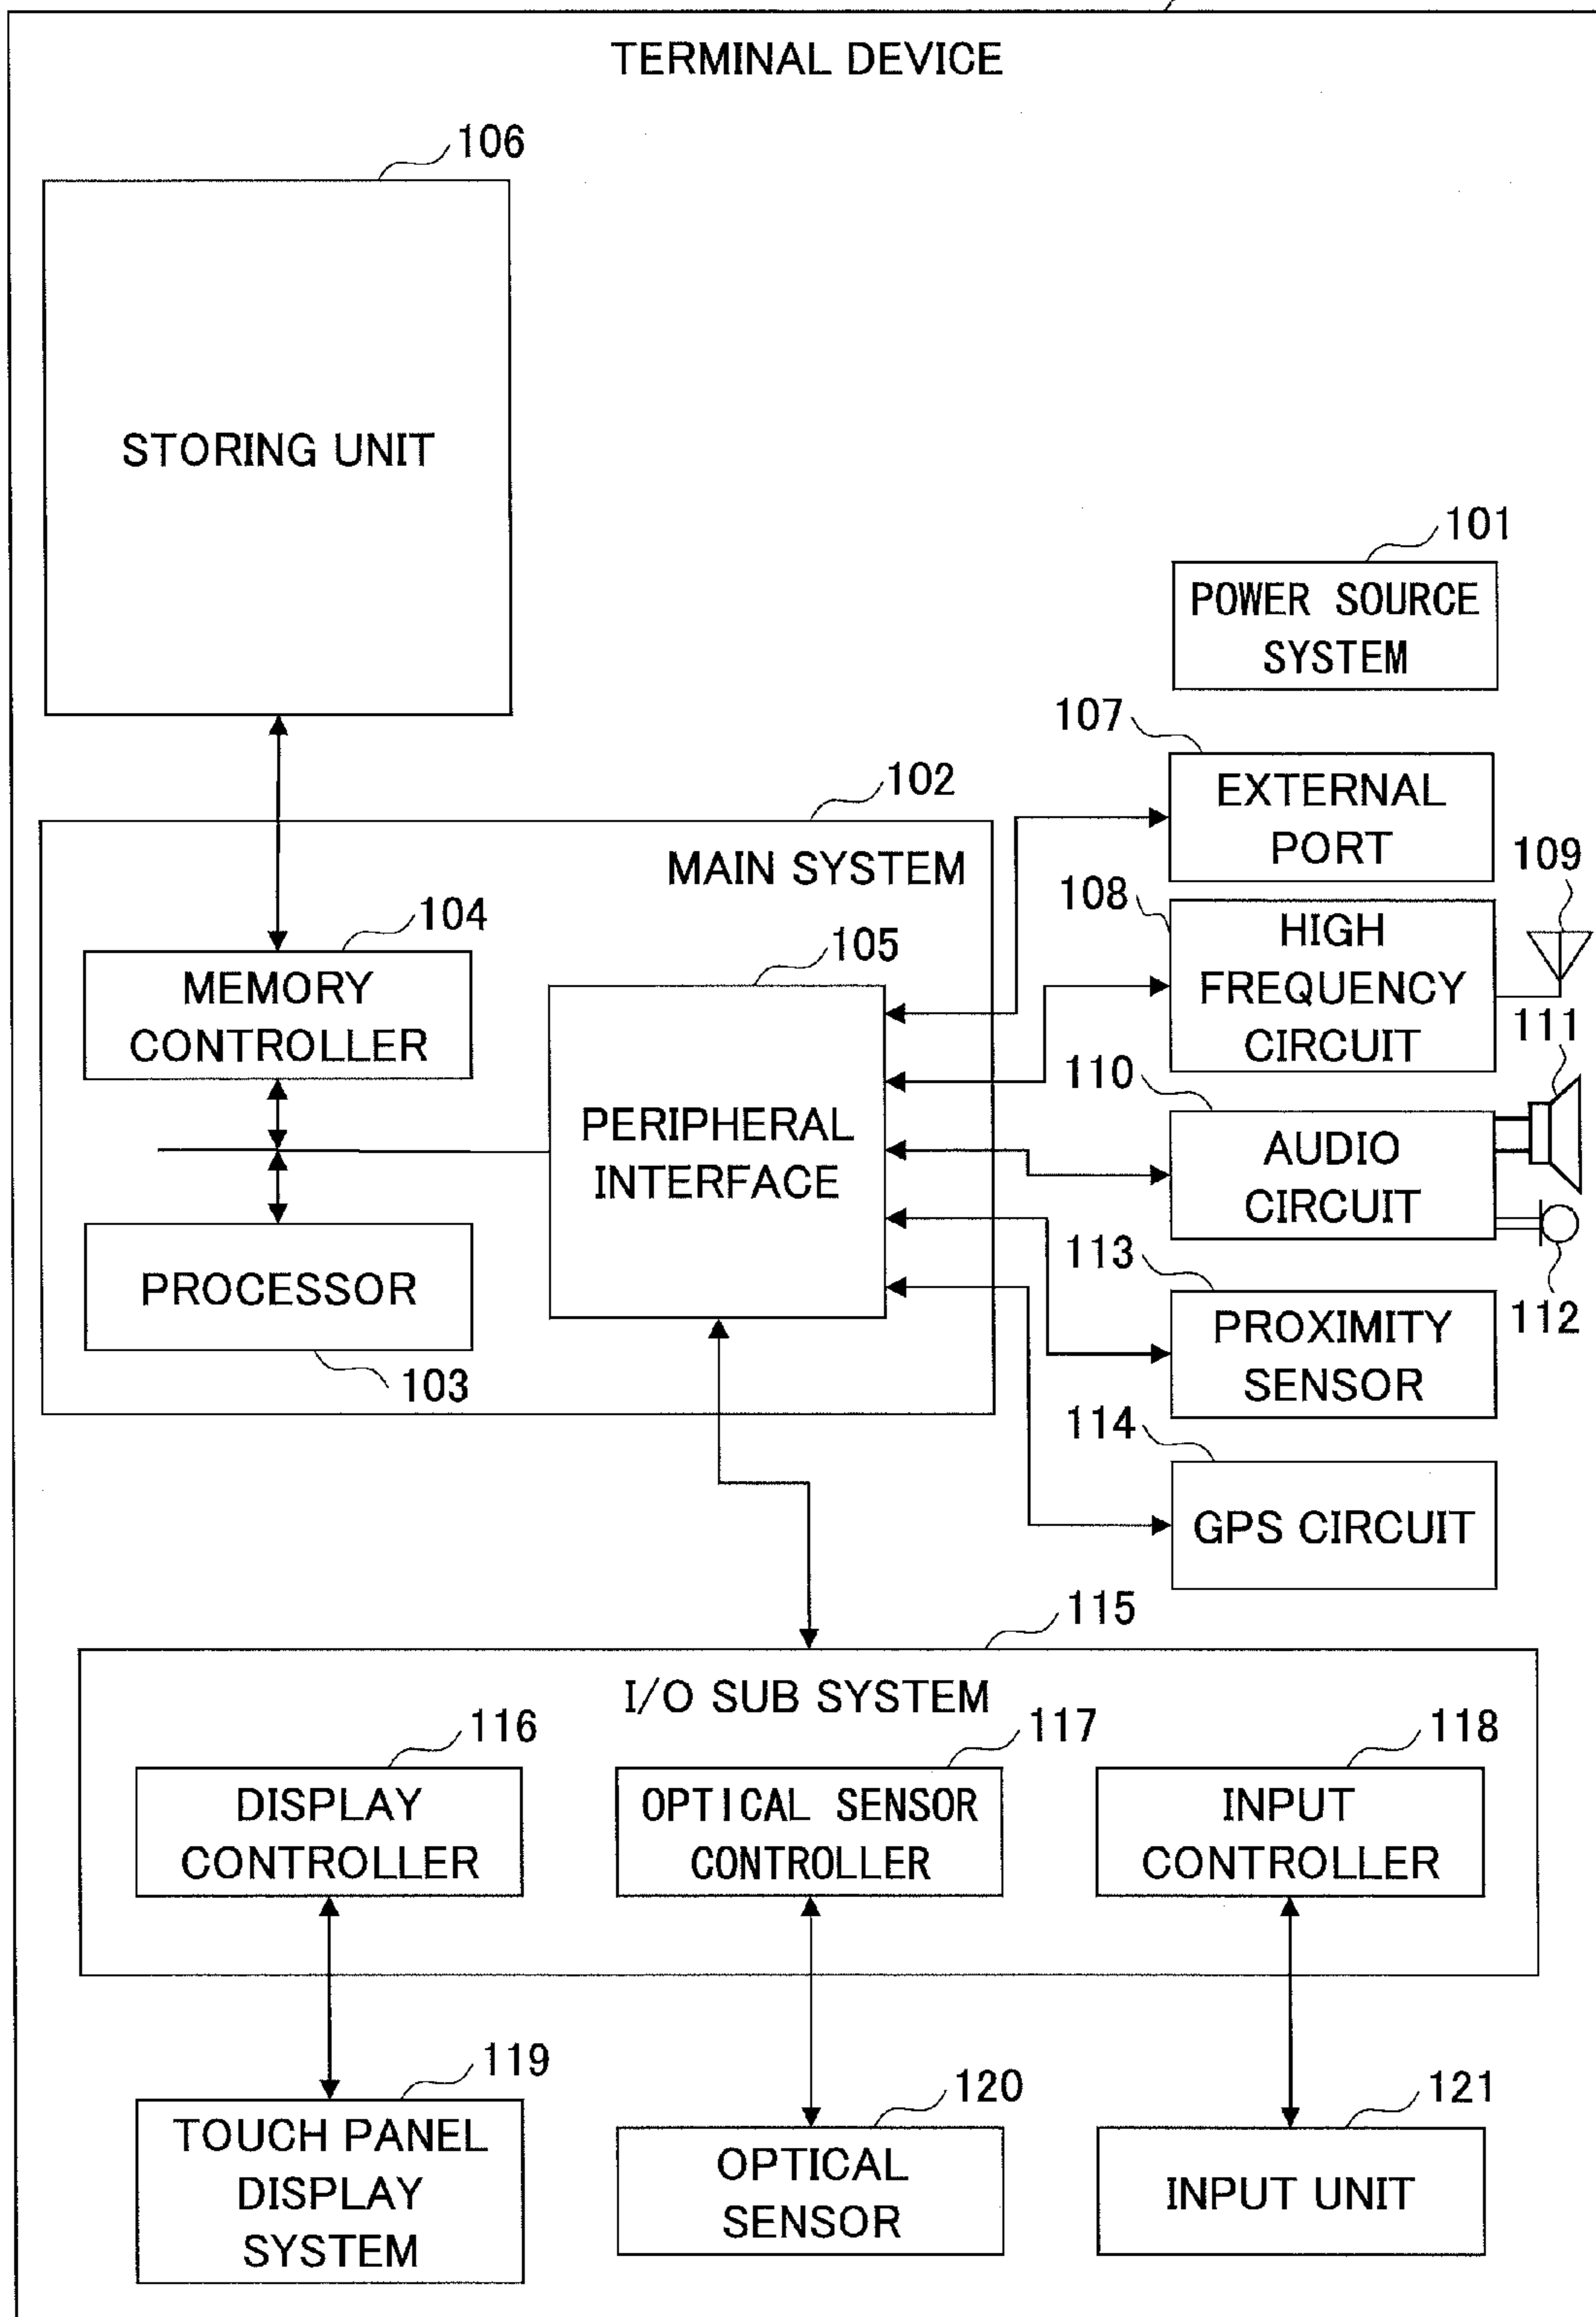 TERMINAL DEVICE
106
STORING UNIT
101
POWER SOURCE
SYSTEM
107
EXTERNAL
PORT
102
MAIN SYSTEM
109
108
HIGH
FREQUENCY
CIRCUIT
104
MEMORY
CONTROLLER
105
PERIPHERAL
INTERFACE
111
110
AUDIO
CIRCUIT
112
PROCESSOR
103
113
PROXIMITY
SENSOR
114
GPS CIRCUIT
115
I/O SUB SYSTEM
116
DISPLAY
CONTROLLER
117
OPTICAL SENSOR
CONTROLLER
118
INPUT
CONTROLLER
119
TOUCH PANEL
DISPLAY
SYSTEM
120
OPTICAL
SENSOR
121
INPUT UNIT